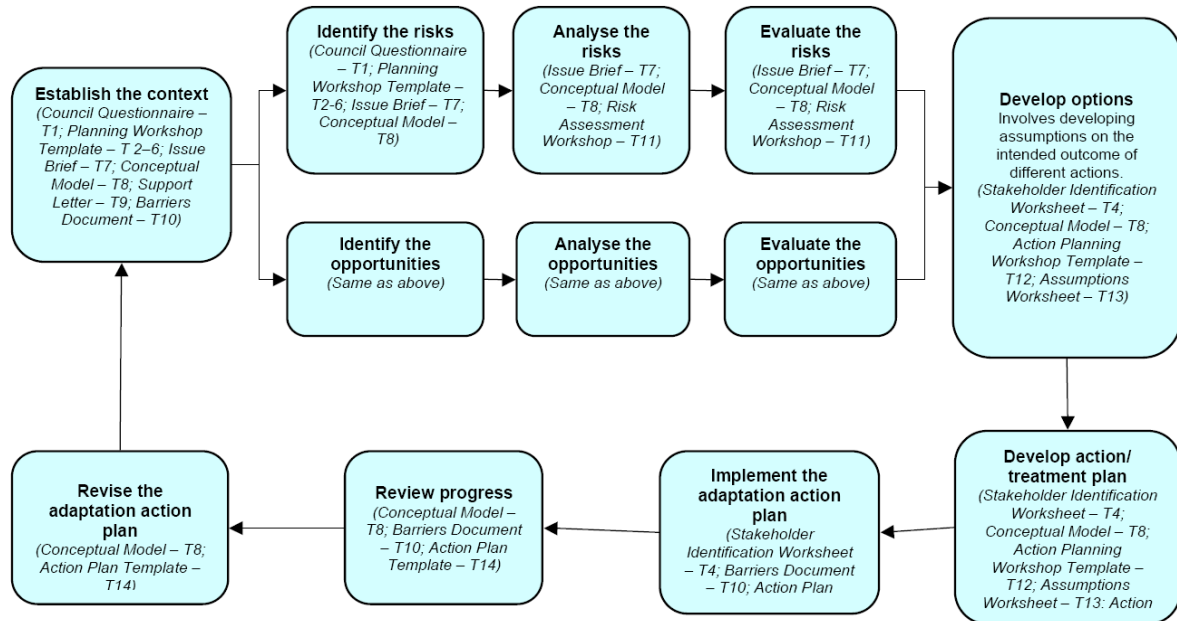 Establish the context
(Council Questionnaire –
T1; Planning Workshop
Template – T 2–6; Issue
Brief – T7; Conceptual
Model – T8; Support
Letter – T9; Barriers
Document – T10)
Identify the risks
(Council Questionnaire
– T1; Planning
Workshop Template –
T2-6; Issue Brief – T7;
Conceptual Model –
T8)
Analyse the
risks
(Issue Brief – T7;
Conceptual Model
– T8; Risk
Assessment
Workshop – T11)
Evaluate the
risks
(Issue Brief – T7;
Conceptual Model
– T8; Risk
Assessment
Workshop – T11)
Identify the
opportunities
(Same as above)
Analyse the
opportunities
(Same as above)
Evaluate the
opportunities
(Same as above)
Develop options
Involves developing
assumptions on the
intended outcome of
different actions.
(Stakeholder Identification
Worksheet – T4;
Conceptual Model – T8;
Action Planning
Workshop Template –
T12; Assumptions
Worksheet – T13)
Develop action/
treatment plan
(Stakeholder Identification
Worksheet – T4;
Conceptual Model – T8;
Action Planning
Workshop Template –
T12; Assumptions
Worksheet – T13: Action
Implement the
adaptation action
plan
(Stakeholder
Identification Worksheet
– T4; Barriers Document –
T10; Action Plan
Review progress
(Conceptual Model –
T8; Barriers Document
– T10; Action Plan
Template – T14)
Revise the
adaptation action
plan
(Conceptual Model – T8;
Action Plan Template –
T14)